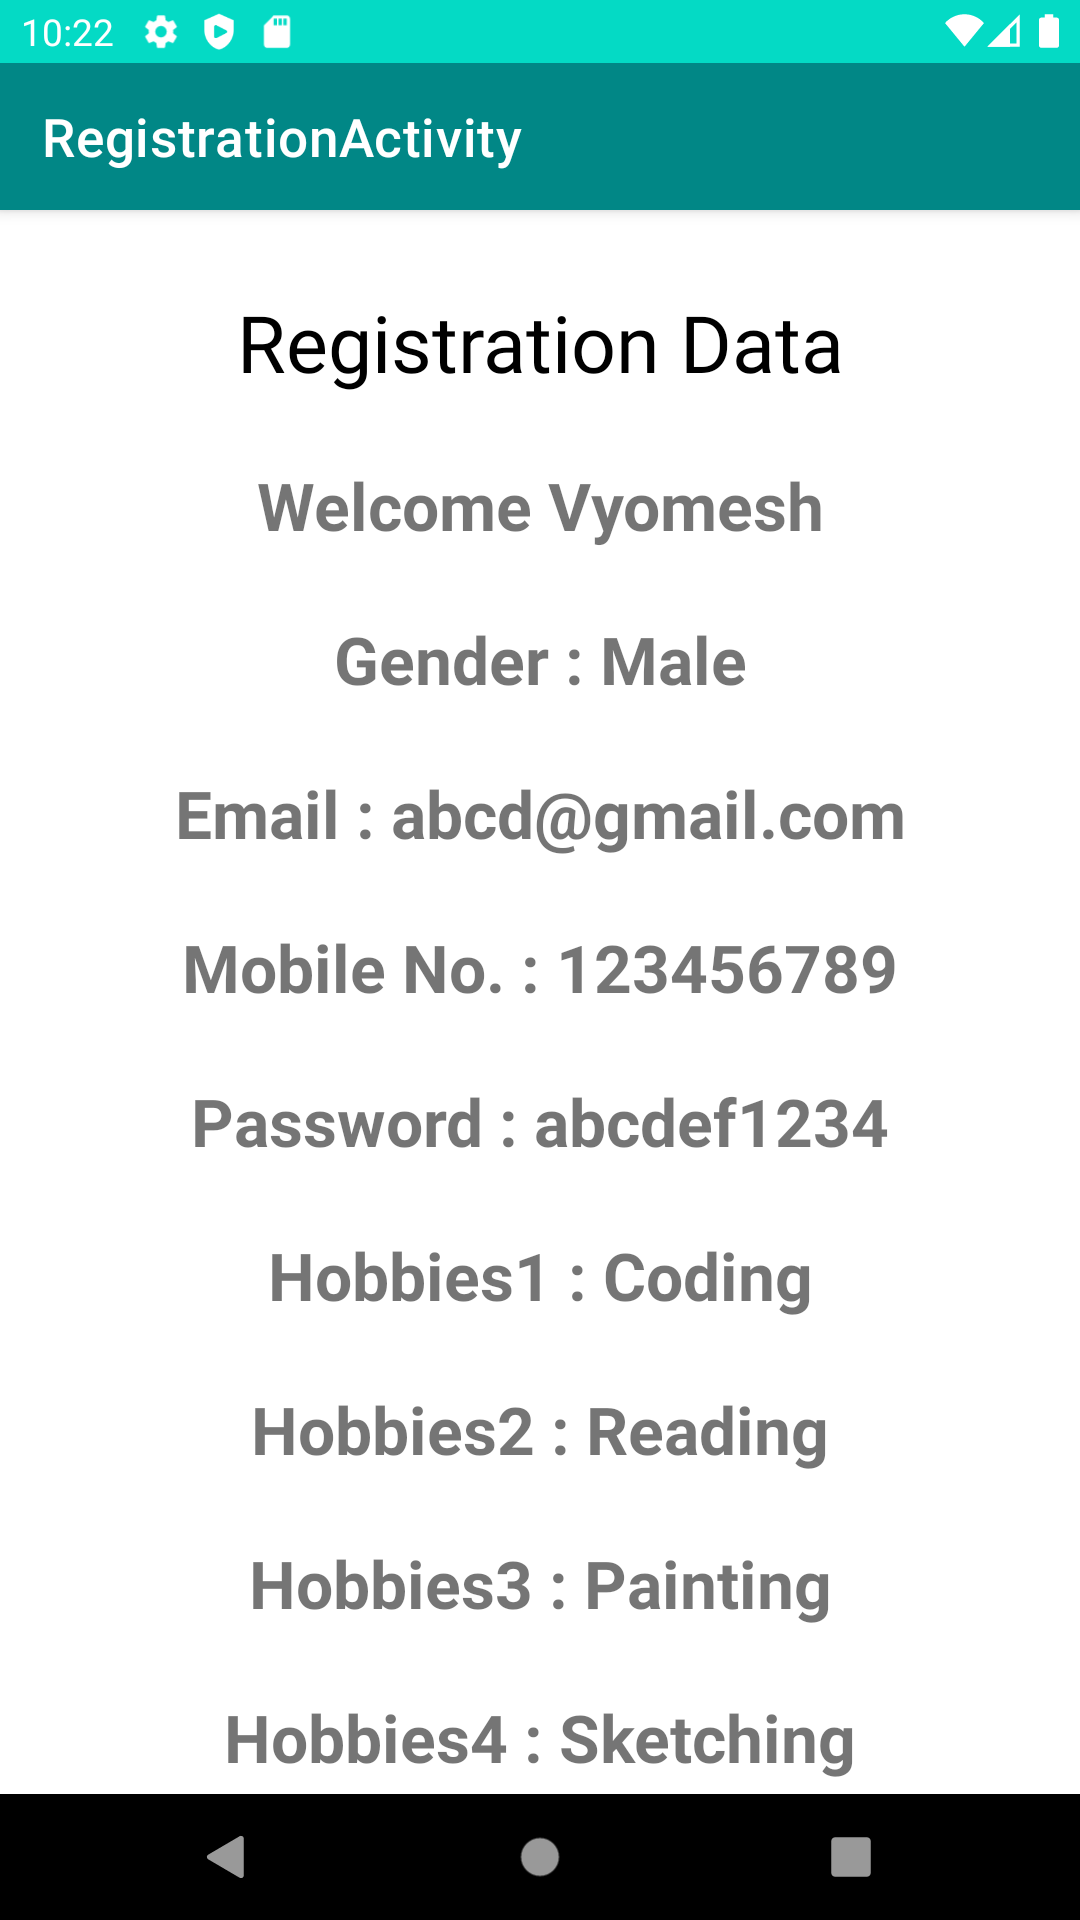 10:22
RegistrationActivity
Registration Data
Welcome Vyomesh
Gender : Male
Email : abcd@gmail.com
Mobile No. : 123456789
Password : abcdef1234
Hobbies1 : Coding
Hobbies2 : Reading
Hobbies3 : Painting
Hobbies4 : Sketching